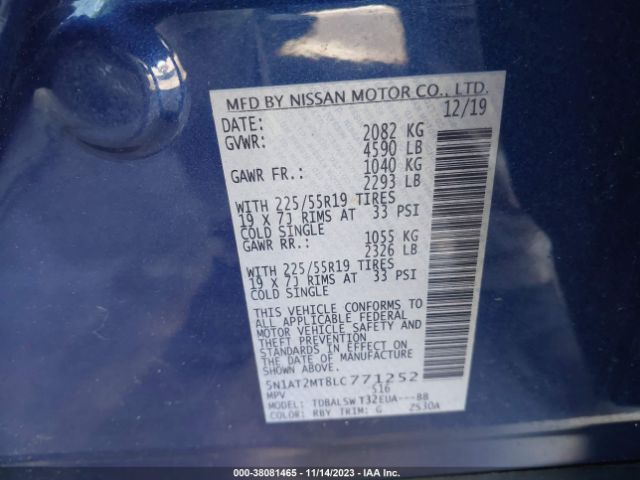 MFD BY NISSAN MOTOR CO., LTD.
DATE: 12/19
GVWR: 2082 KG
4590 LB
GAWR FR.: 1040 KG
2293 LB
WITH 225/55R19 TIRES
19 X 7J RIMS AT 33 PSI
COLD SINGLE
GAWR RR.: 1055 KG
2326 LB
WITH 225/55R19 TIRES
19 X 7J RIMS AT 33 PSI
COLD SINGLE
THIS VEHICLE CONFORMS TO
ALL APPLICABLE FEDERAL
MOTOR VEHICLE SAFETY AND
THEFT PREVENTION
STANDARDS IN EFFECT ON
THE DATE OF MANUFACTURE
SHOWN ABOVE.
5N1AT2MT8LC771252
MPV S16
MODEL: TDBALSW T32EUA---BB
COLOR: RBY TRIM: G ZS30A
000-38081465 - 11/14/2023 - IAA Inc.